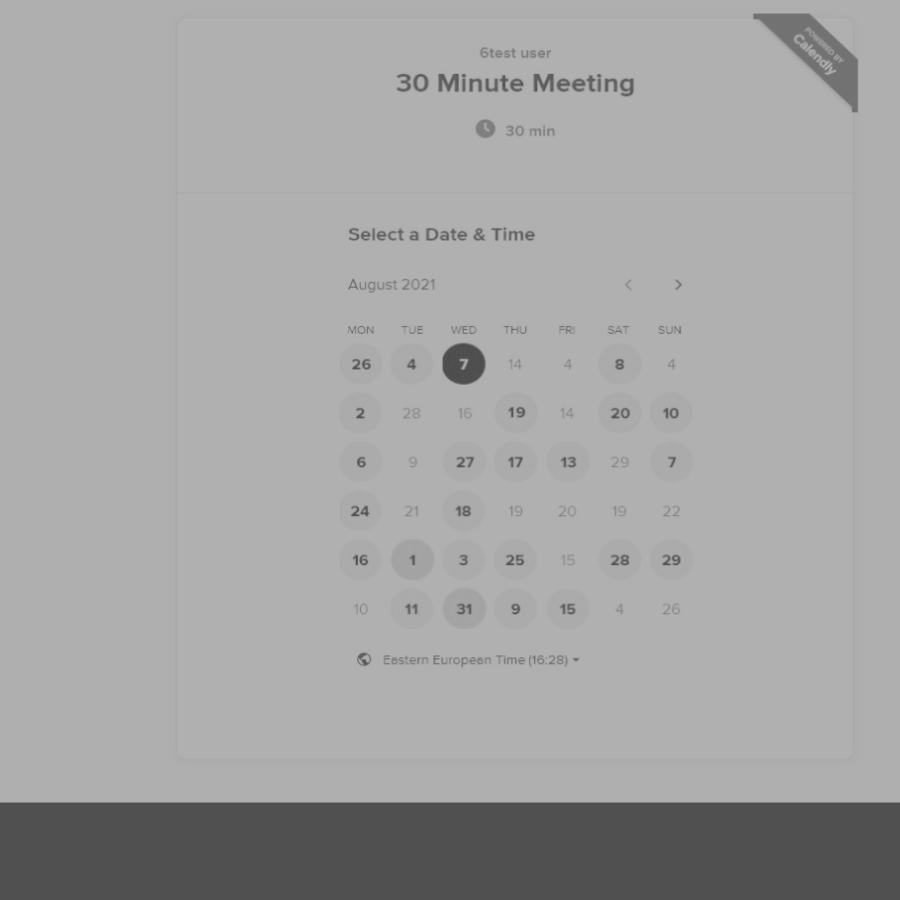 POWERED BY
Calendly
6test user
30 Minute Meeting
30 min
Select a Date & Time
August 2021
MON TUE WED THU FRI SAT SUN
26 4 7 14 4 8 4
2 28 16 19 14 20 10
6 9 27 17 13 29 7
24 21 18 19 20 19 22
16 1 3 25 15 28 29
10 11 31 9 15 4 26
Eastern European Time (16:28)